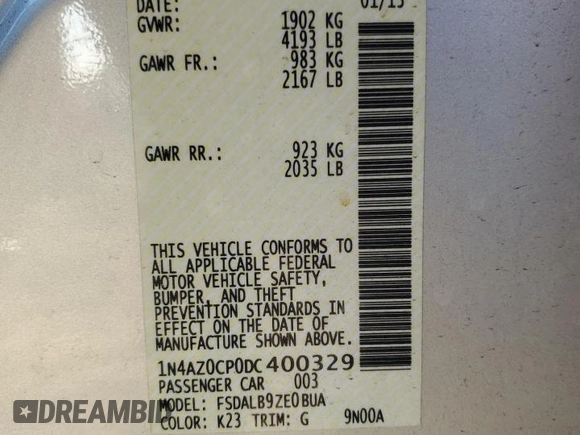 DATE: 01/13
GVWR: 1902 KG
4193 LB
GAWR FR.: 983 KG
2167 LB
GAWR RR.: 923 KG
2035 LB
THIS VEHICLE CONFORMS TO
ALL APPLICABLE FEDERAL
MOTOR VEHICLE SAFETY,
BUMPER, AND THEFT
PREVENTION STANDARDS IN
EFFECT ON THE DATE OF
MANUFACTURE SHOWN ABOVE.
1N4AZ0CP0DC400329
PASSENGER CAR 003
MODEL: FSDALB9ZE0BUA
COLOR: K23 TRIM: G 9N00A
DREAMBID